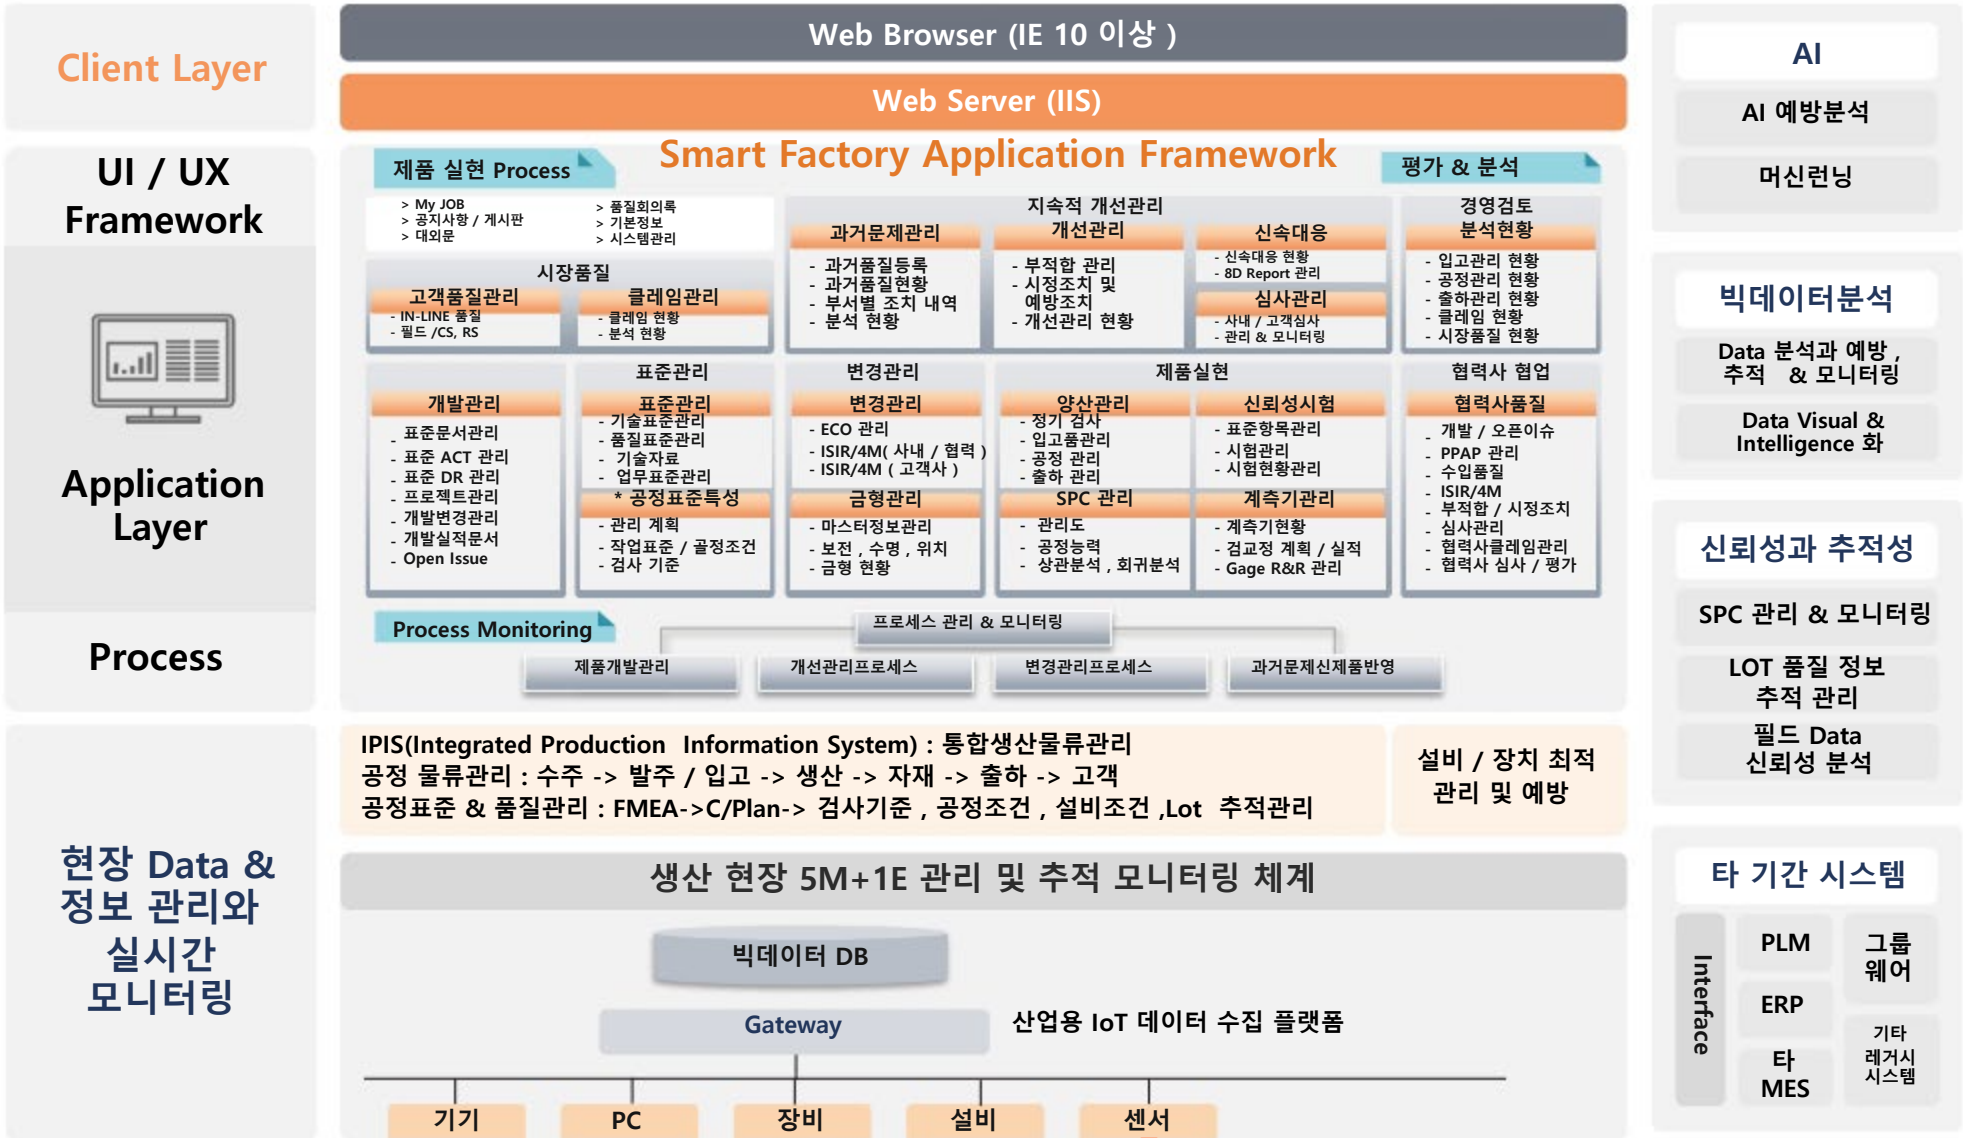 Client Layer
UI / UX
Framework
Application
Layer
Process
현장 Data &
정보 관리와
실시간
모니터링
Web Browser (IE 10 이상 )
Web Server (IIS)
Smart Factory Application Framework
제품 실현 Process
평가 & 분석
> My JOB
> 공지사항 / 게시판
> 대외문
> 품질회의록
> 기본정보
> 시스템관리
시장품질
고객품질관리
- IN-LINE 품질
- 필드 /CS, RS
클레임관리
- 클레임 현황
- 분석 현황
지속적 개선관리
과거문제관리
- 과거품질등록
- 과거품질현황
- 부서별 조치 내역
- 분석 현황
개선관리
- 부적합 관리
- 시정조치 및
예방조치
- 개선관리 현황
신속대응
- 신속대응 현황
- 8D Report 관리
심사관리
- 사내 / 고객심사
- 관리 & 모니터링
경영검토
분석현황
- 입고관리 현황
- 공정관리 현황
- 출하관리 현황
- 클레임 현황
- 시장품질 현황
개발관리
- 표준문서관리
- 표준 ACT 관리
- 표준 DR 관리
- 프로젝트관리
- 개발변경관리
- 개발실적문서
- Open Issue
표준관리
표준관리
- 기술표준관리
- 품질표준관리
- 기술자료
- 업무표준관리
* 공정표준특성
- 관리 계획
- 작업표준 / 골정조건
- 검사 기준
변경관리
변경관리
- ECO 관리
- ISIR/4M( 사내 / 협력 )
- ISIR/4M ( 고객사 )
금형관리
- 마스터정보관리
- 보전 , 수명 , 위치
- 금형 현황
제품실현
양산관리
- 정기 검사
- 입고품관리
- 공정 관리
- 출하 관리
SPC 관리
- 관리도
- 공정능력
- 상관분석 , 회귀분석
신뢰성시험
- 표준항목관리
- 시험관리
- 시험현황관리
계측기관리
- 계측기현황
- 검교정 계획 / 실적
- Gage R&R 관리
협력사 협업
협력사품질
- 개발 / 오픈이슈
- PPAP 관리
- 수입품질
- ISIR/4M
- 부적합 / 시정조치
- 심사관리
- 협력사클레임관리
- 협력사 심사 / 평가
Process Monitoring
프로세스 관리 & 모니터링
제품개발관리
개선관리프로세스
변경관리프로세스
과거문제신제품반영
IPIS(Integrated Production Information System) : 통합생산물류관리
공정 물류관리 : 수주 -> 발주 / 입고 -> 생산 -> 자재 -> 출하 -> 고객
공정표준 & 품질관리 : FMEA->C/Plan-> 검사기준 , 공정조건 , 설비조건 ,Lot 추적관리
설비 / 장치 최적
관리 및 예방
생산 현장 5M+1E 관리 및 추적 모니터링 체계
빅데이터 DB
Gateway
산업용 IoT 데이터 수집 플랫폼
기기
PC
장비
설비
센서
AI
AI 예방분석
머신런닝
빅데이터분석
Data 분석과 예방 ,
추적 & 모니터링
Data Visual &
Intelligence 화
신뢰성과 추적성
SPC 관리 & 모니터링
LOT 품질 정보
추적 관리
필드 Data
신뢰성 분석
타 기간 시스템
Interface
PLM
ERP
타
MES
그룹
웨어
기타
레거시
시스템